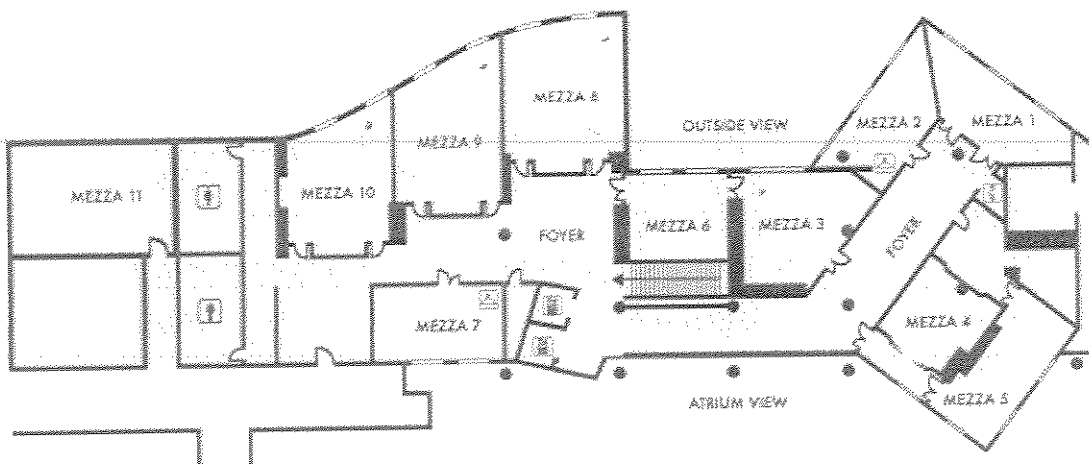 MEZZA 8
MEZZA 9
OUTSIDE VIEW
MEZZA 2
MEZZA 1
MEZZA 11
MEZZA 10
FOYER
MEZZA 6
MEZZA 3
FOYER
MEZZA 7
MEZZA 4
ATRIUM VIEW
MEZZA 5